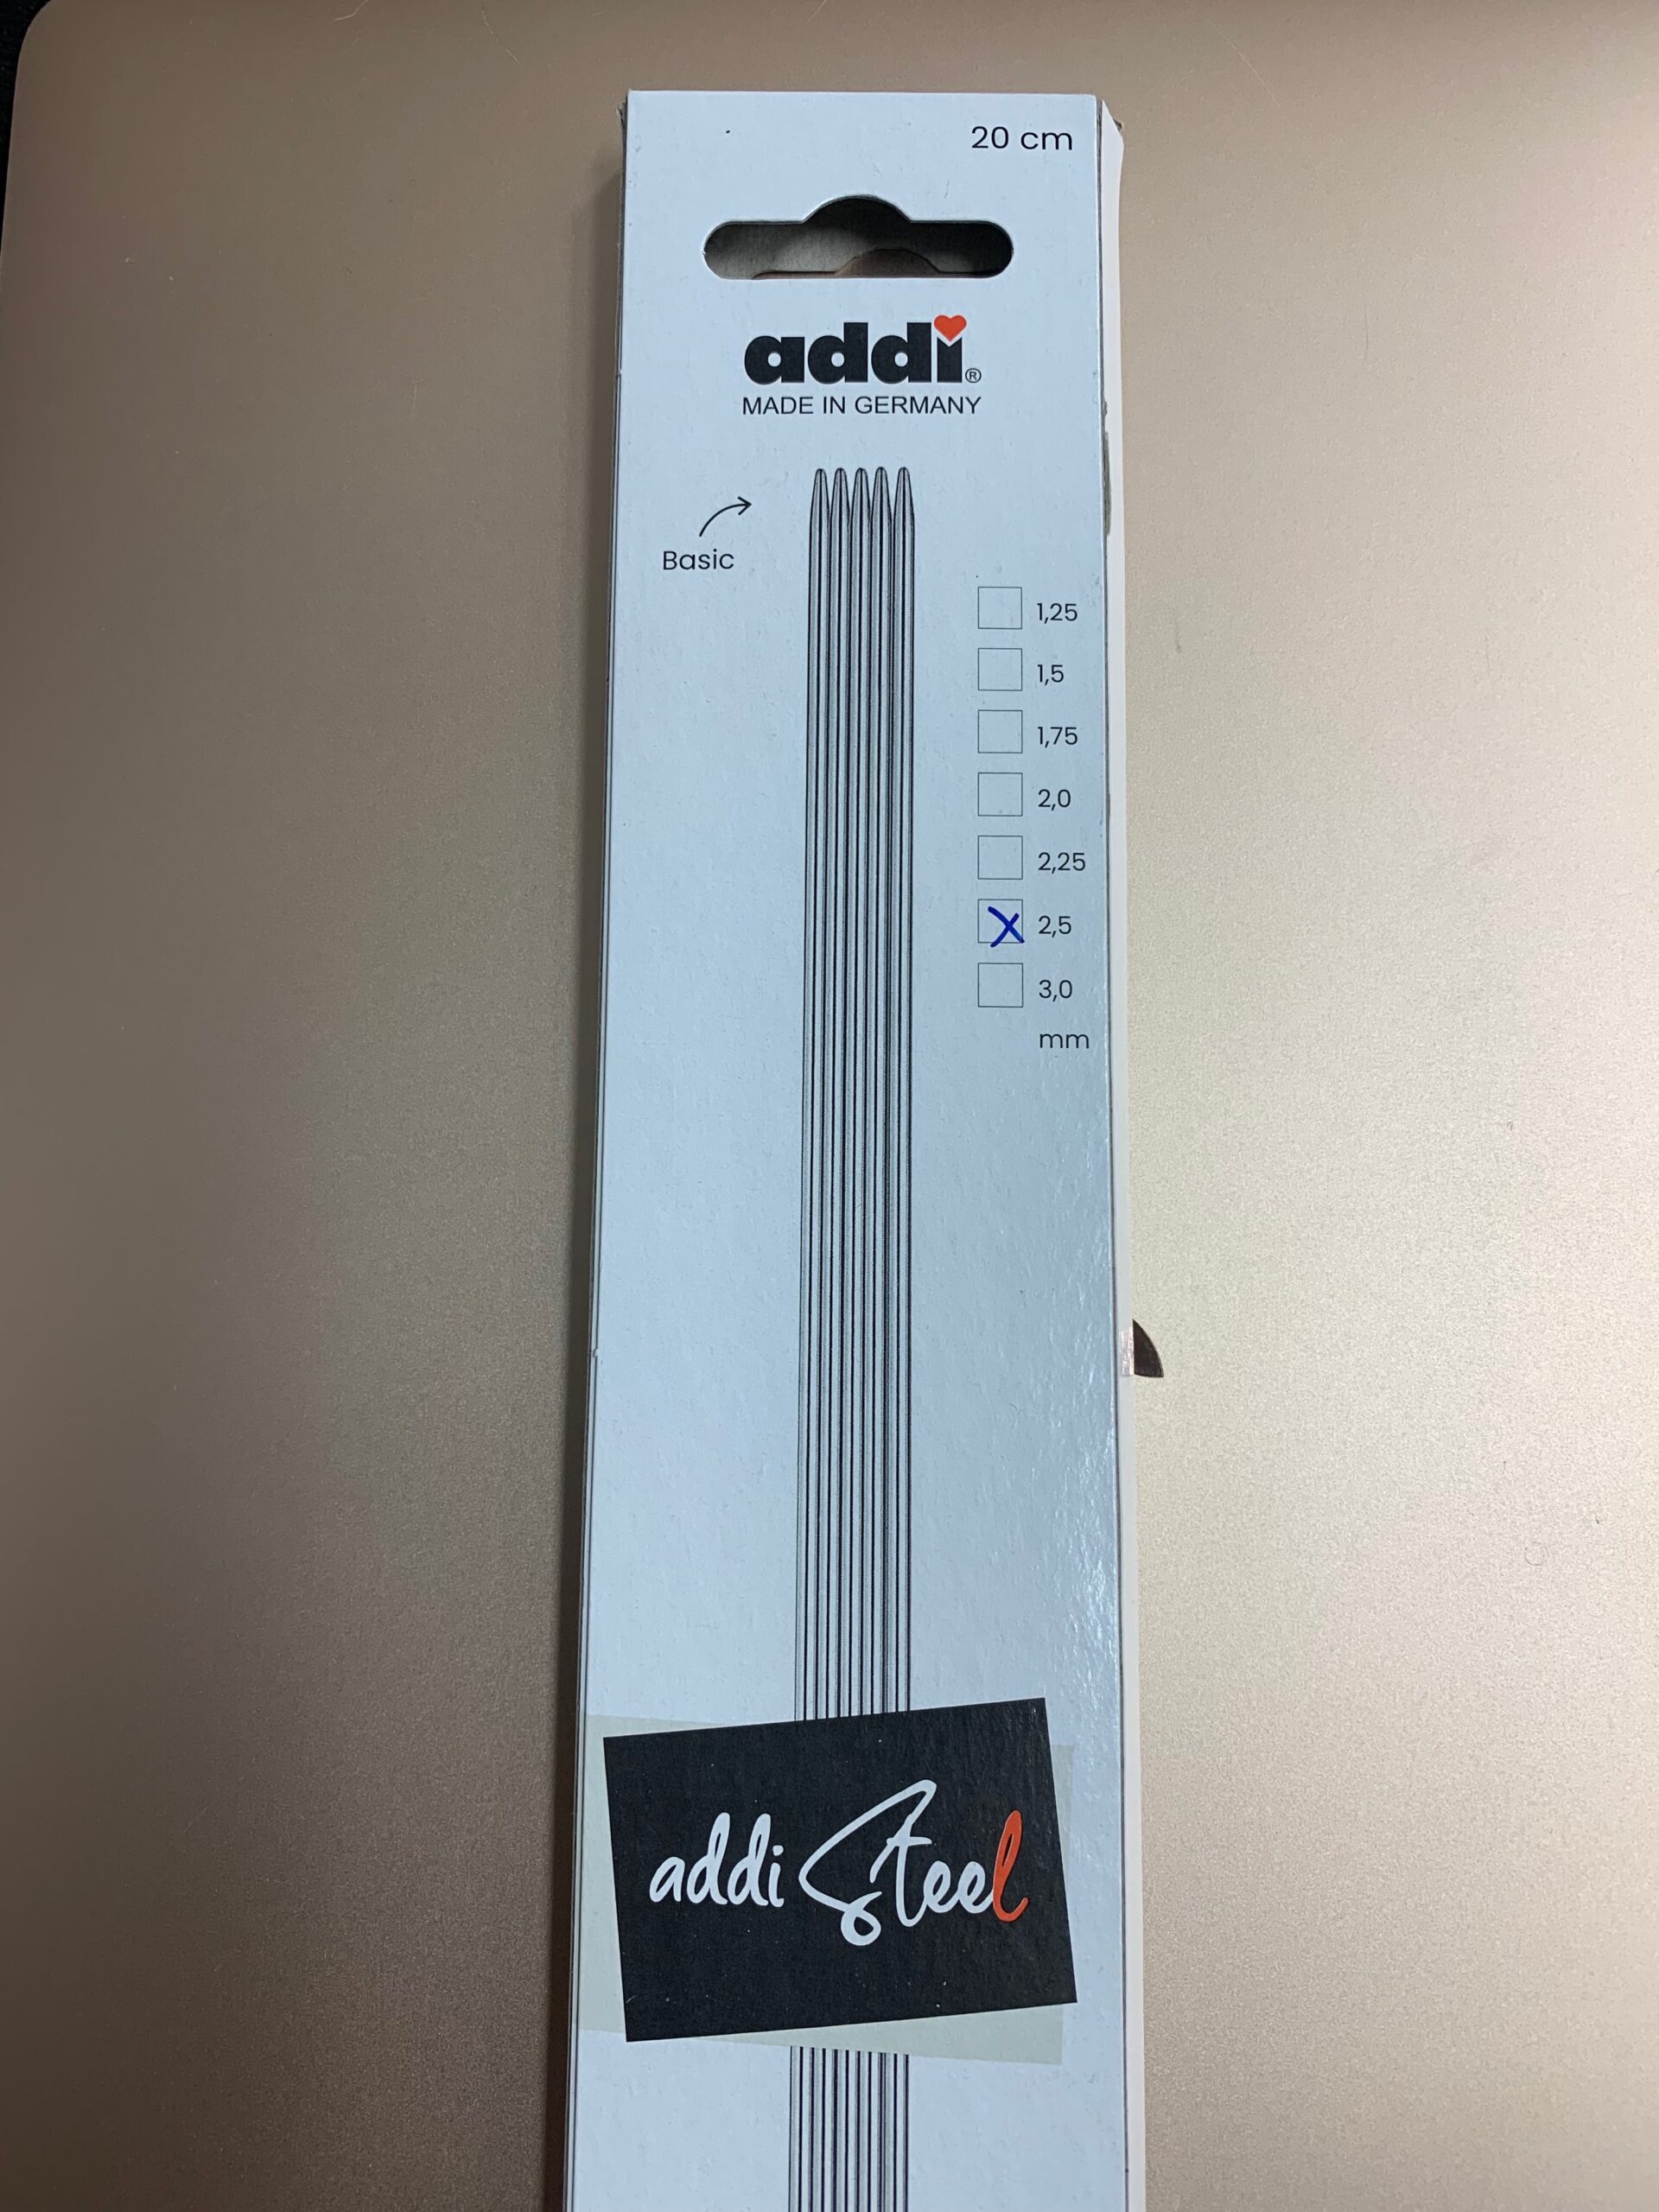 20 cm
addi®
MADE IN GERMANY
Basic
1,25
1,5
1,75
2,0
2,25
X 2,5
3,0
mm
addi Steel